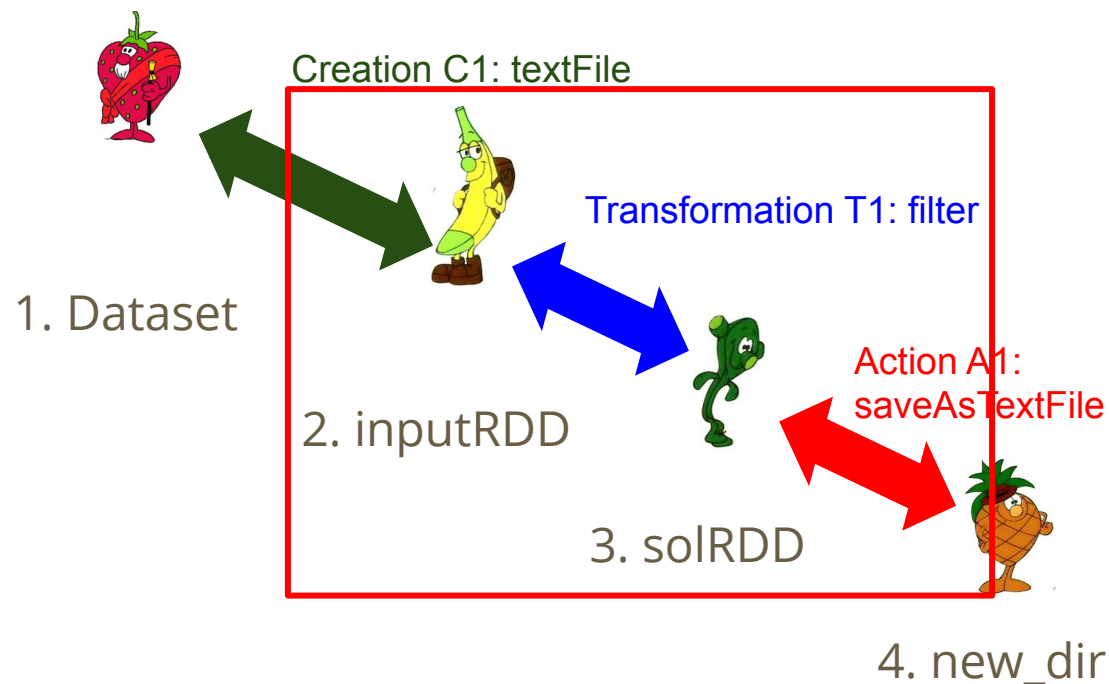 Creation C1: textFile
Transformation T1: filter
1. Dataset
Action A1:
saveAsTextFile
2. inputRDD
3. solRDD
4. new_dir